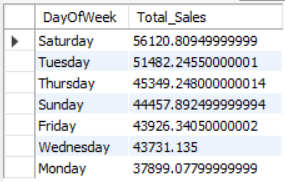 DayOfWeek Total_Sales
Saturday 56120.80949999999
Tuesday 51482.24550000001
Thursday 45349.248000000014
Sunday 44457.892499999994
Friday 43926.34050000002
Wednesday 43731.135
Monday 37899.07799999999